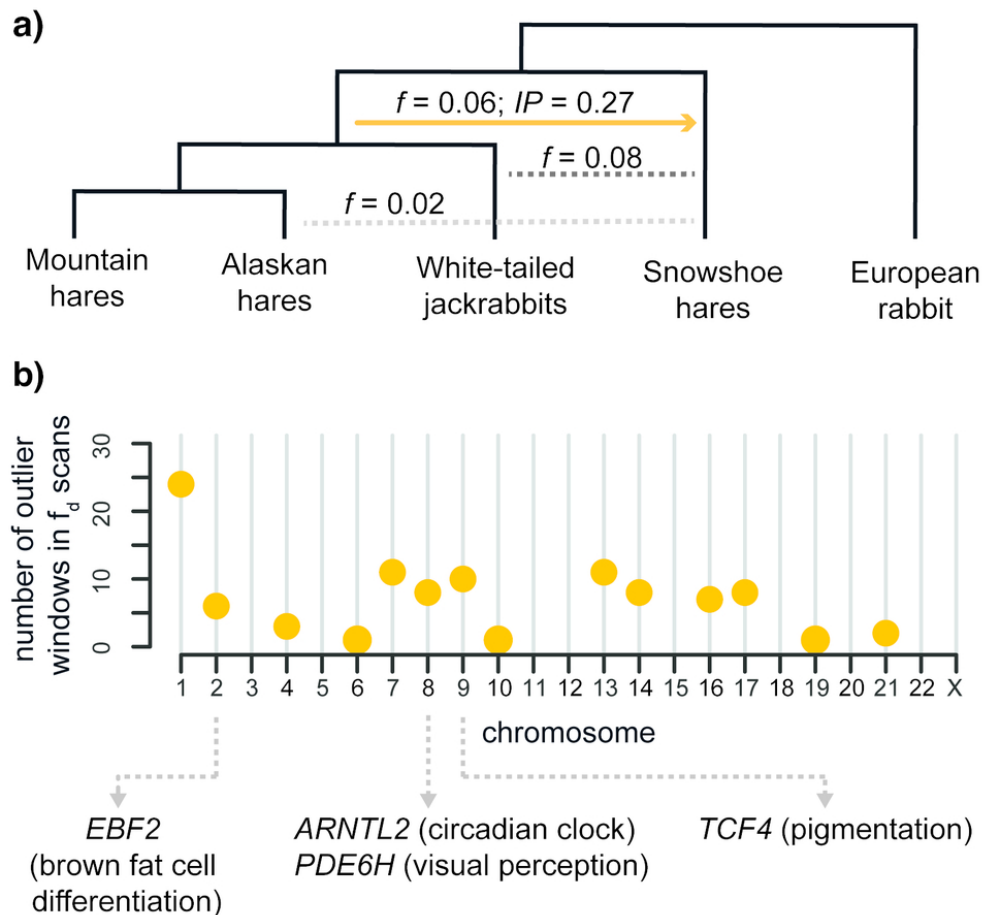 a)
f = 0.06; IP = 0.27
f = 0.08
f = 0.02
Mountain
hares
Alaskan
hares
White-tailed
jackrabbits
Snowshoe
hares
European
rabbit
b)
number of outlier
windows in fd scans
30
20
10
0
1 2 3 4 5 6 7 8 9 10 11 12 13 14 15 16 17 18 19 20 21 22 X
chromosome
EBF2
(brown fat cell
differentiation)
ARNTL2 (circadian clock)
PDE6H (visual perception)
TCF4 (pigmentation)